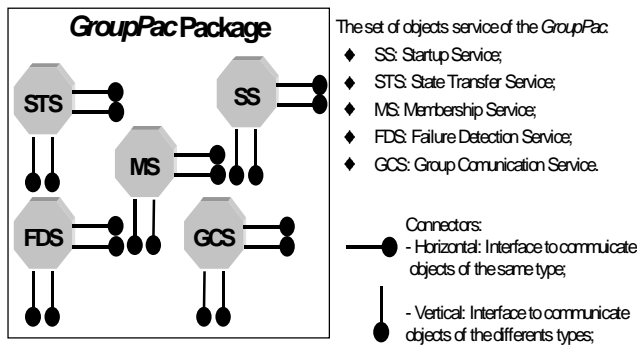 GroupPac Package
STS
SS
MS
FDS
GCS
The set of objects service of the GroupPac:
♦ SS: Startup Service;
♦ STS: State Transfer Service;
♦ MS: Membership Service;
♦ FDS: Failure Detection Service;
♦ GCS: Group Comunication Service.
Connectors:
- Horizontal: Interface to commuicate
objects of the same type;
- Vertical: Interface to communicate
objects of the differents types;